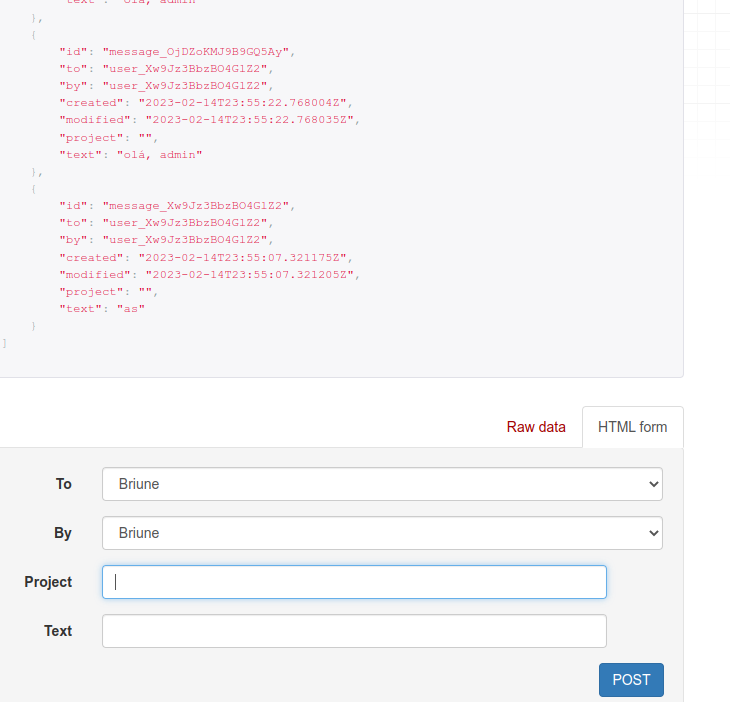 "text": "olá, admin"
},
{
"id": "message_OjDZoKMJ9B9GQ5Ay",
"to": "user_Xw9Jz3BbzBO4G1Z2",
"by": "user_Xw9Jz3BbzBO4G1Z2",
"created": "2023-02-14T23:55:22.768004Z",
"modified": "2023-02-14T23:55:22.768035Z",
"project": "",
"text": "olá, admin"
},
{
"id": "message_Xw9Jz3BbzBO4G1Z2",
"to": "user_Xw9Jz3BbzBO4G1Z2",
"by": "user_Xw9Jz3BbzBO4G1Z2",
"created": "2023-02-14T23:55:07.321175Z",
"modified": "2023-02-14T23:55:07.321205Z",
"project": "",
"text": "as"
}
]
Raw data HTML form
To Briune
By Briune
Project
Text
POST